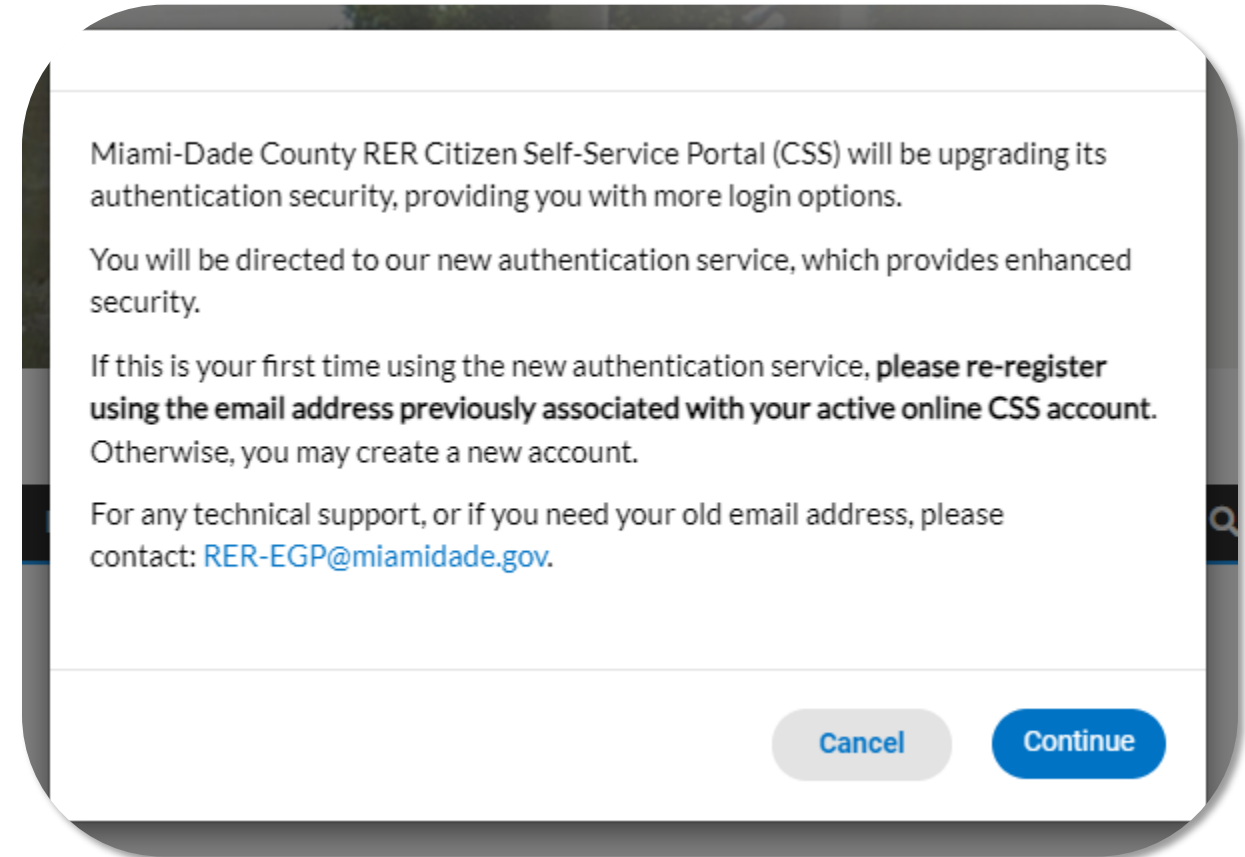 Miami-Dade County RER Citizen Self-Service Portal (CSS) will be upgrading its
authentication security, providing you with more login options.
You will be directed to our new authentication service, which provides enhanced
security.
If this is your first time using the new authentication service, please re-register
using the email address previously associated with your active online CSS account.
Otherwise, you may create a new account.
For any technical support, or if you need your old email address, please
contact: RER-EGP@miamidade.gov.
Cancel
Continue